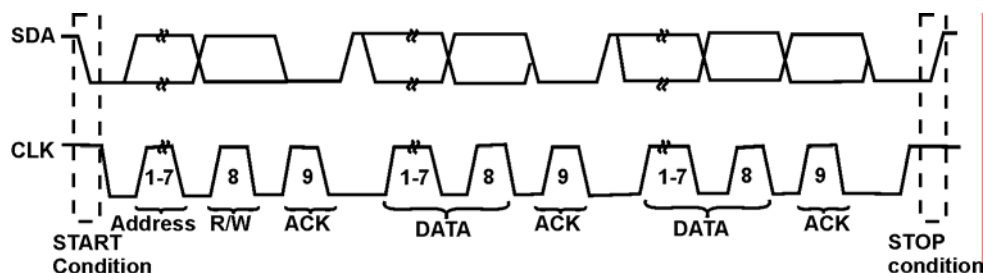 SDA
CLK
1-7 8 9 1-7 8 9 1-7 8 9
Address R/W ACK DATA ACK DATA ACK
START
Condition
STOP
condition